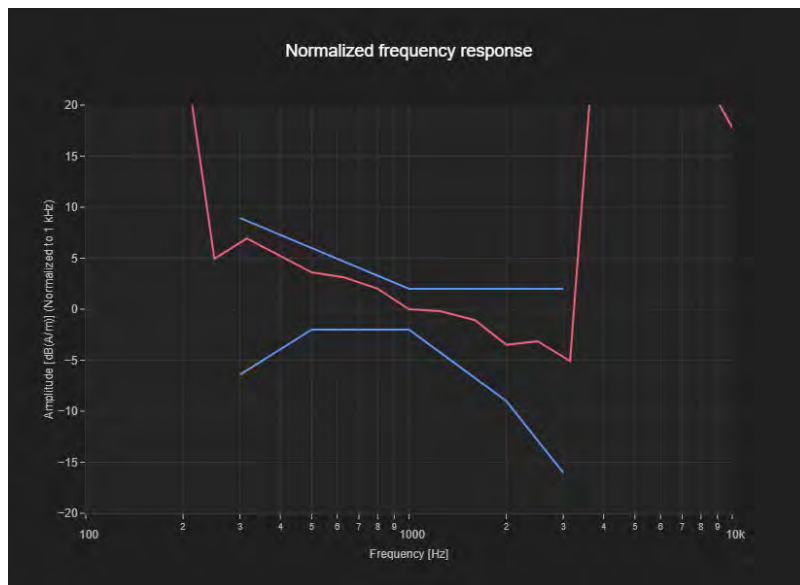 Normalized frequency response
Amplitude [dB(A/m)] (Normalized to 1 kHz)
20
15
10
5
0
−5
−10
−15
−20
100 2 3 4 5 6 7 8 9 1000 2 3 4 5 6 7 8 9 10k
Frequency [Hz]